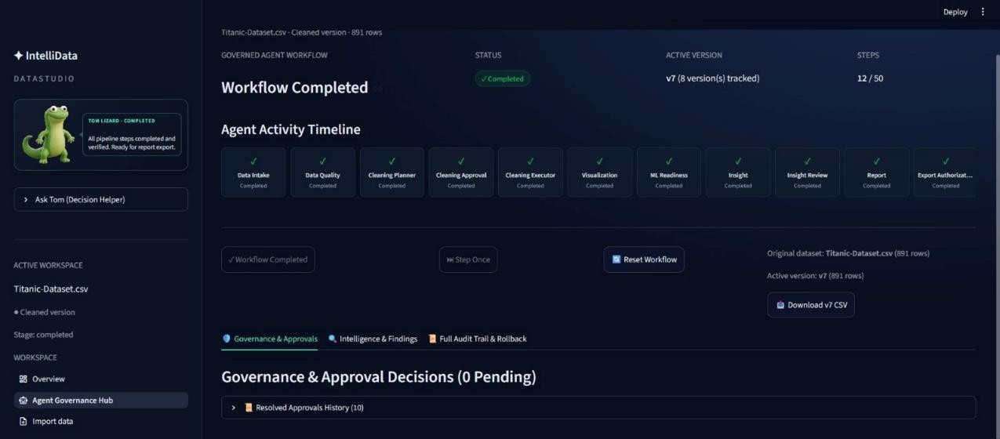 Deploy
Titanic-Dataset.csv · Cleaned version · 891 rows
IntelliData
DATASTUDIO
TOM LIZARD · COMPLETED
All pipeline steps completed and
verified. Ready for report export.
Ask Tom (Decision Helper)
ACTIVE WORKSPACE
Titanic-Dataset.csv
Cleaned version
Stage: completed
WORKSPACE
Overview
Agent Governance Hub
Import data
GOVERNED AGENT WORKFLOW
Workflow Completed
STATUS
✓ Completed
ACTIVE VERSION
v7 (8 version(s) tracked)
STEPS
12 / 50
Agent Activity Timeline
✓ Data Intake Completed
✓ Data Quality Completed
✓ Cleaning Planner Completed
✓ Cleaning Approval Completed
✓ Cleaning Executor Completed
✓ Visualization Completed
✓ ML Readiness Completed
✓ Insight Completed
✓ Insight Review Completed
✓ Report Completed
✓ Export Authorizat... Completed
✓ Workflow Completed
Step Once
Reset Workflow
Original dataset: Titanic-Dataset.csv (891 rows)
Active version: v7 (891 rows)
Download v7 CSV
Governance & Approvals
Intelligence & Findings
Full Audit Trail & Rollback
Governance & Approval Decisions (0 Pending)
Resolved Approvals History (10)